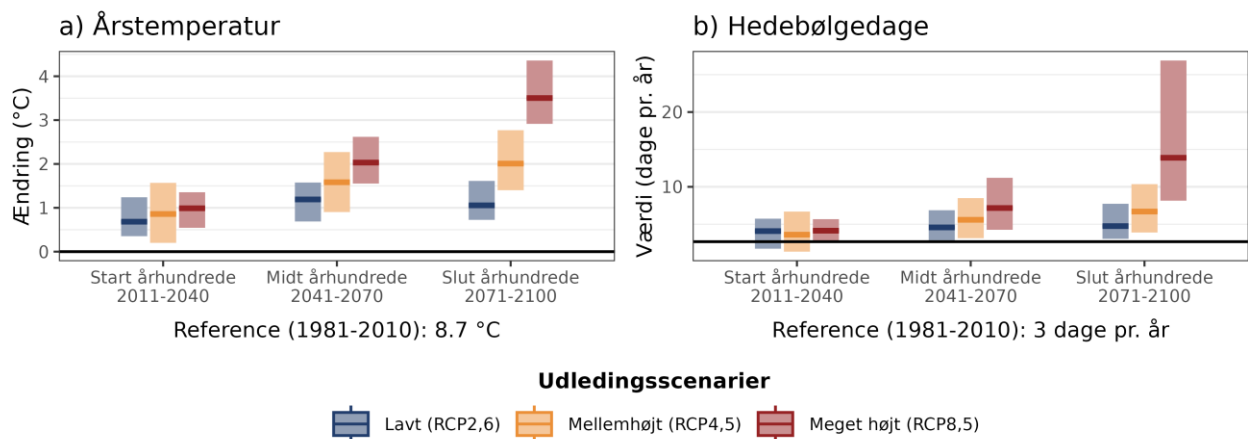 a) Årstemperatur
Ændring (°C)
4
3
2
1
0
Start århundrede
2011-2040
Midt århundrede
2041-2070
Slut århundrede
2071-2100
Reference (1981-2010): 8.7 °C
b) Hedebølgedage
Værdi (dage pr. år)
20
10
Start århundrede
2011-2040
Midt århundrede
2041-2070
Slut århundrede
2071-2100
Reference (1981-2010): 3 dage pr. år
Udledingsscenarier
Lavt (RCP2,6)
Mellemhøjt (RCP4,5)
Meget højt (RCP8,5)